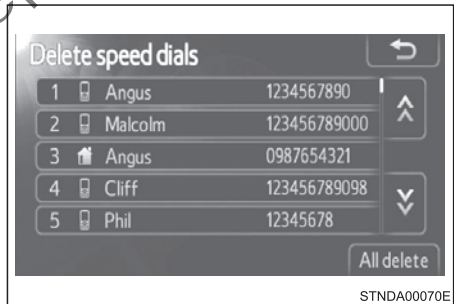 Delete speed dials
1 Angus 1234567890
2 Malcolm 123456789000
3 Angus 0987654321
4 Cliff 123456789098
5 Phil 12345678
All delete
STNDA00070E